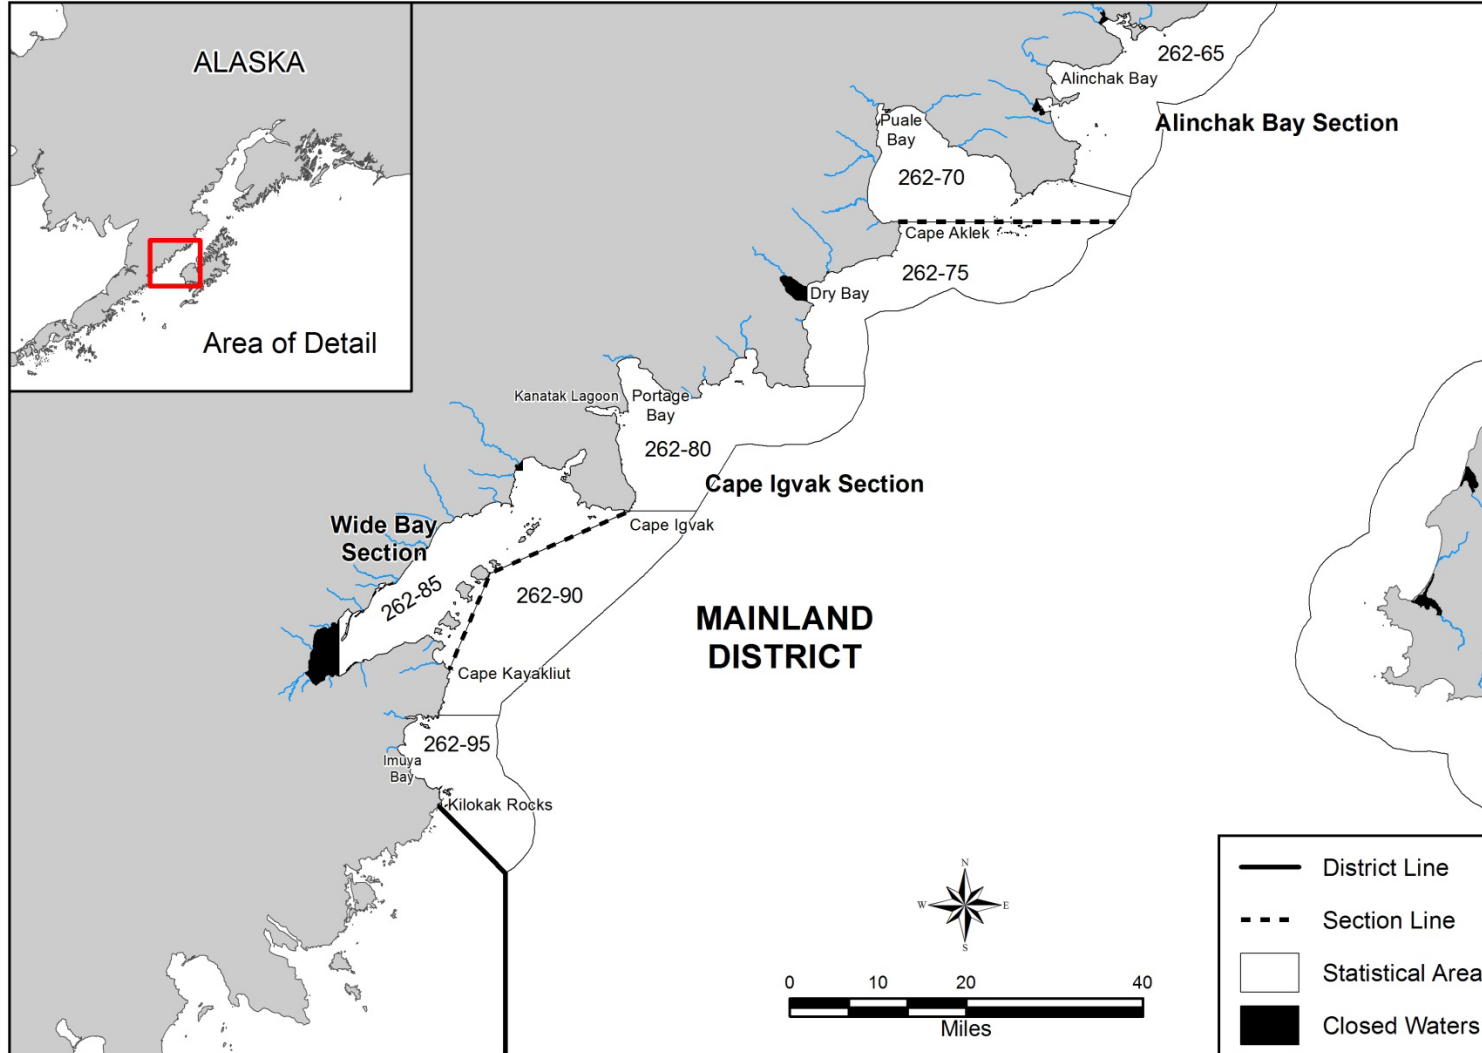 ALASKA
Area of Detail
262-65
Alinchak Bay
Alinchak Bay Section
Puale
Bay
262-70
Cape Aklek
262-75
Dry Bay
Kanatak Lagoon
Portage
Bay
262-80
Cape Igvak Section
Cape Igvak
Wide Bay
Section
262-85
262-90
MAINLAND
DISTRICT
Cape Kayakliut
262-95
Imuya
Bay
Kilokak Rocks
N
W
E
S
0 10 20 40
Miles
District Line
Section Line
Statistical Area
Closed Waters